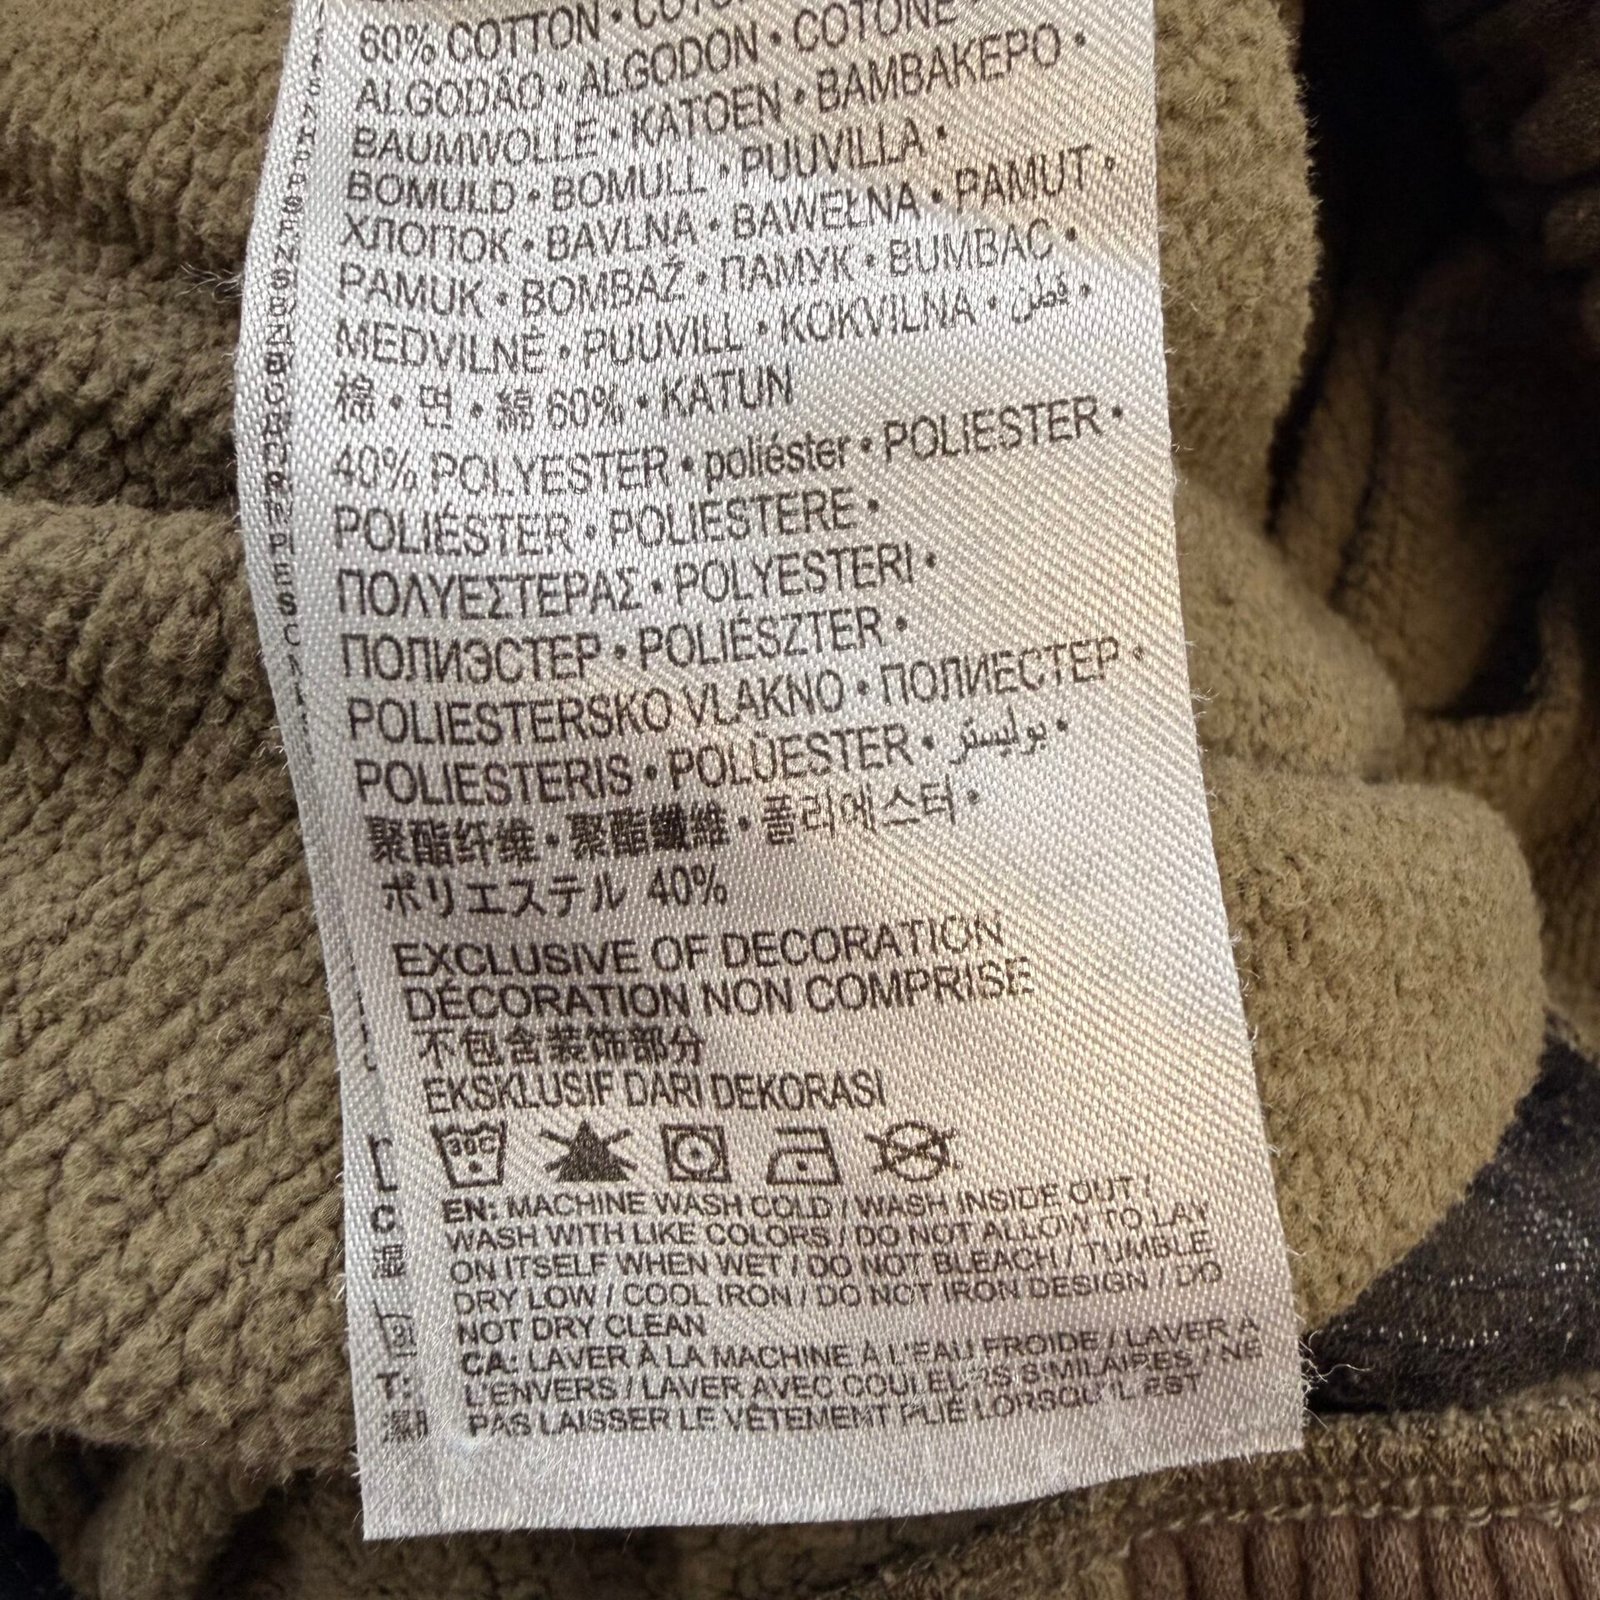 60% COTTON •
ALGODÃO • ALGODON • COTONE
BAUMWOLLE • KATOEN • BAMBAKEPO •
BOMULD • BOMULL • PUUVILLA •
ХЛОПОК • BAVLNA • BAWEŁNA • PAMUT •
PAMUK • BOMBAŽ • ПАМУК • BUMBAC •
MEDVILNĖ • PUUVILL • KOKVILNA • قطن •
棉 • 면 • 綿 60% • KATUN
40% POLYESTER • poliéster • POLIESTER •
POLIÉSTER • POLIESTERE •
ΠΟΛΥΕΣΤΕΡΑΣ • POLYESTERI •
ПОЛИЭСТЕР • POLIÉSZTER •
POLIESTERSKO VLAKNO • ПОЛИЕСТЕР •
POLIESTERIS • POLÜESTER • بوليستر •
聚酯纤维 • 聚酯纖維 • 폴리에스터 •
ポリエステル 40%
EXCLUSIVE OF DECORATION
DÉCORATION NON COMPRISE
不包含装饰部分
EKSKLUSIF DARI DEKORASI
30C
EN: MACHINE WASH COLD / WASH INSIDE OUT /
WASH WITH LIKE COLORS / DO NOT ALLOW TO LAY
ON ITSELF WHEN WET / DO NOT BLEACH / TUMBLE
DRY LOW / COOL IRON / DO NOT IRON DESIGN / DO
NOT DRY CLEAN
CA: LAVER À LA MACHINE À L'EAU FROIDE / LAVER À
L'ENVERS / LAVER AVEC COULEURS SIMILAIRES / NE
PAS LAISSER LE VÊTEMENT PLIÉ LORSQU'IL EST